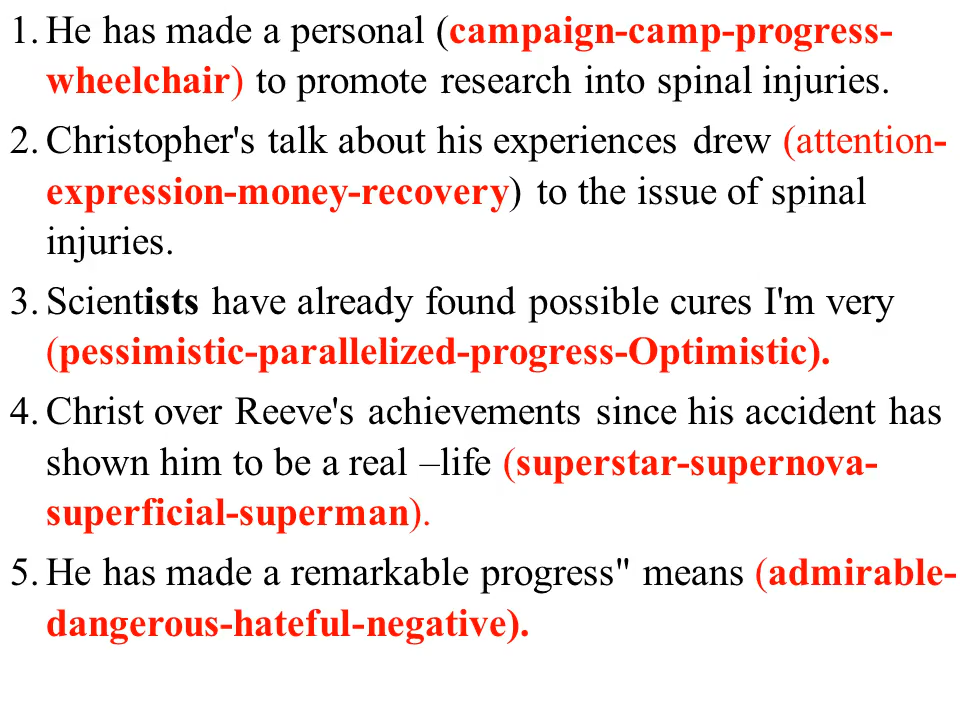 1. He has made a personal (campaign-camp-progress-
wheelchair) to promote research into spinal injuries.
2. Christopher's talk about his experiences drew (attention-
expression-money-recovery) to the issue of spinal
injuries.
3. Scientists have already found possible cures I'm very
(pessimistic-parallelized-progress-Optimistic).
4. Christ over Reeve's achievements since his accident has
shown him to be a real –life (superstar-supernova-
superficial-superman).
5. He has made a remarkable progress" means (admirable-
dangerous-hateful-negative).